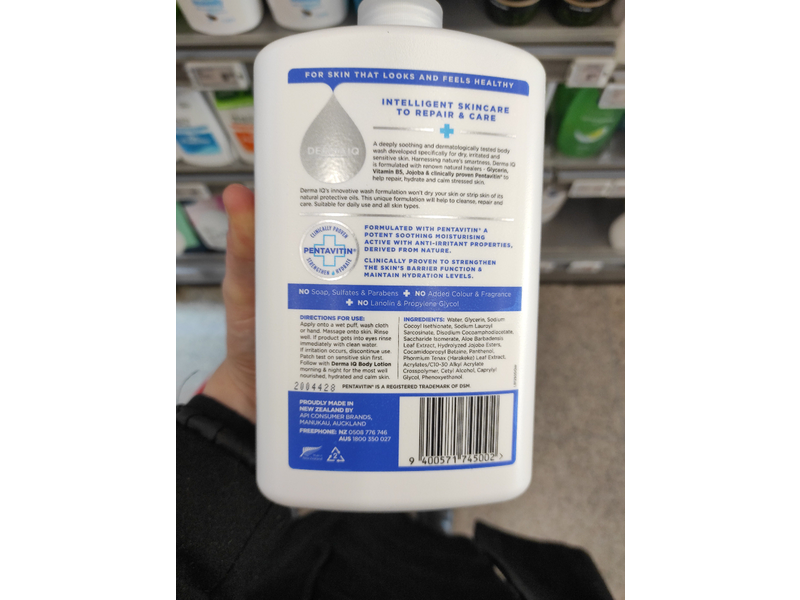 FOR SKIN THAT LOOKS AND FEELS HEALTHY
DERMA IQ
INTELLIGENT SKINCARE
TO REPAIR & CARE
A deeply soothing and dermatologically tested body
wash developed specifically for dry, irritated and
sensitive skin. Harnessing nature's smartness, Derma IQ
is formulated with renown natural healers - Glycerin,
Vitamin B5, Jojoba & clinically proven Pentavitin® to
help repair, hydrate and calm stressed skin.
Derma IQ's innovative wash formulation won't dry your skin or strip skin of its
natural protective oils. This unique formulation will help to cleanse, repair and
care. Suitable for daily use and all skin types.
CLINICALLY PROVEN
PENTAVITIN®
STRENGTHEN & HYDRATE
FORMULATED WITH PENTAVITIN® A
POTENT SOOTHING MOISTURISING
ACTIVE WITH ANTI-IRRITANT PROPERTIES,
DERIVED FROM NATURE.
CLINICALLY PROVEN TO STRENGTHEN
THE SKIN'S BARRIER FUNCTION &
MAINTAIN HYDRATION LEVELS.
NO Soap, Sulfates & Parabens NO Added Colour & Fragrance
NO Lanolin & Propylene Glycol
DIRECTIONS FOR USE:
Apply onto a wet puff, wash cloth
or hand. Massage onto skin. Rinse
well. If product gets into eyes rinse
immediately with clean water.
If irritation occurs, discontinue use.
Patch test on sensitive skin first.
Follow with Derma IQ Body Lotion
morning & night for the most well
nourished, hydrated and calm skin.
INGREDIENTS: Water, Glycerin, Sodium
Cocoyl Isethionate, Sodium Lauroyl
Sarcosinate, Disodium Cocoamphodiacetate,
Saccharide Isomerate, Aloe Barbadensis
Leaf Extract, Hydrolyzed Jojoba Esters,
Cocamidopropyl Betaine, Panthenol,
Phormium Tenax (Harakeke) Leaf Extract,
Acrylates/C10-30 Alkyl Acrylate
Crosspolymer, Cetyl Alcohol, Caprylyl
Glycol, Phenoxyethanol.
2004428
PENTAVITIN® IS A REGISTERED TRADEMARK OF DSM.
PROUDLY MADE IN
NEW ZEALAND BY
API CONSUMER BRANDS,
MANUKAU, AUCKLAND
FREEPHONE: NZ 0508 776 746
AUS 1800 350 027
2
9 400571 745002 >